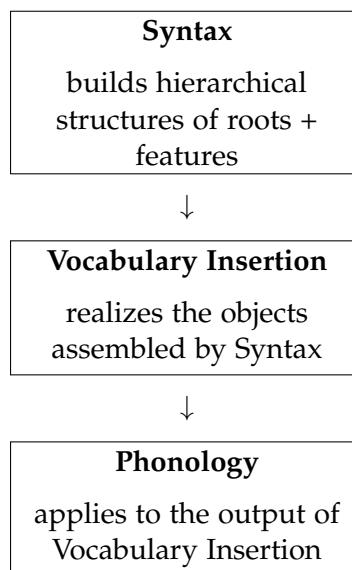 Syntax
builds hierarchical
structures of roots +
features
↓
Vocabulary Insertion
realizes the objects
assembled by Syntax
↓
Phonology
applies to the output of
Vocabulary Insertion